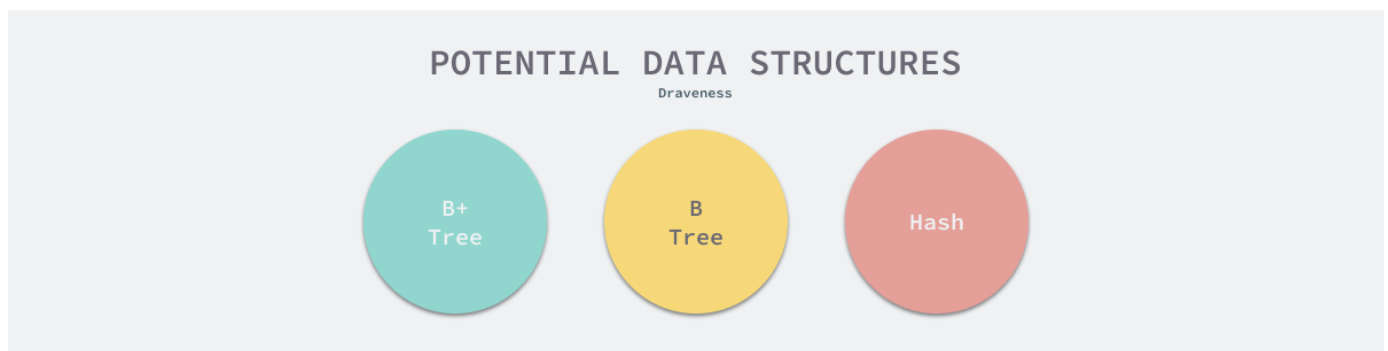 POTENTIAL DATA STRUCTURES
Draveness
B+
Tree
B
Tree
Hash